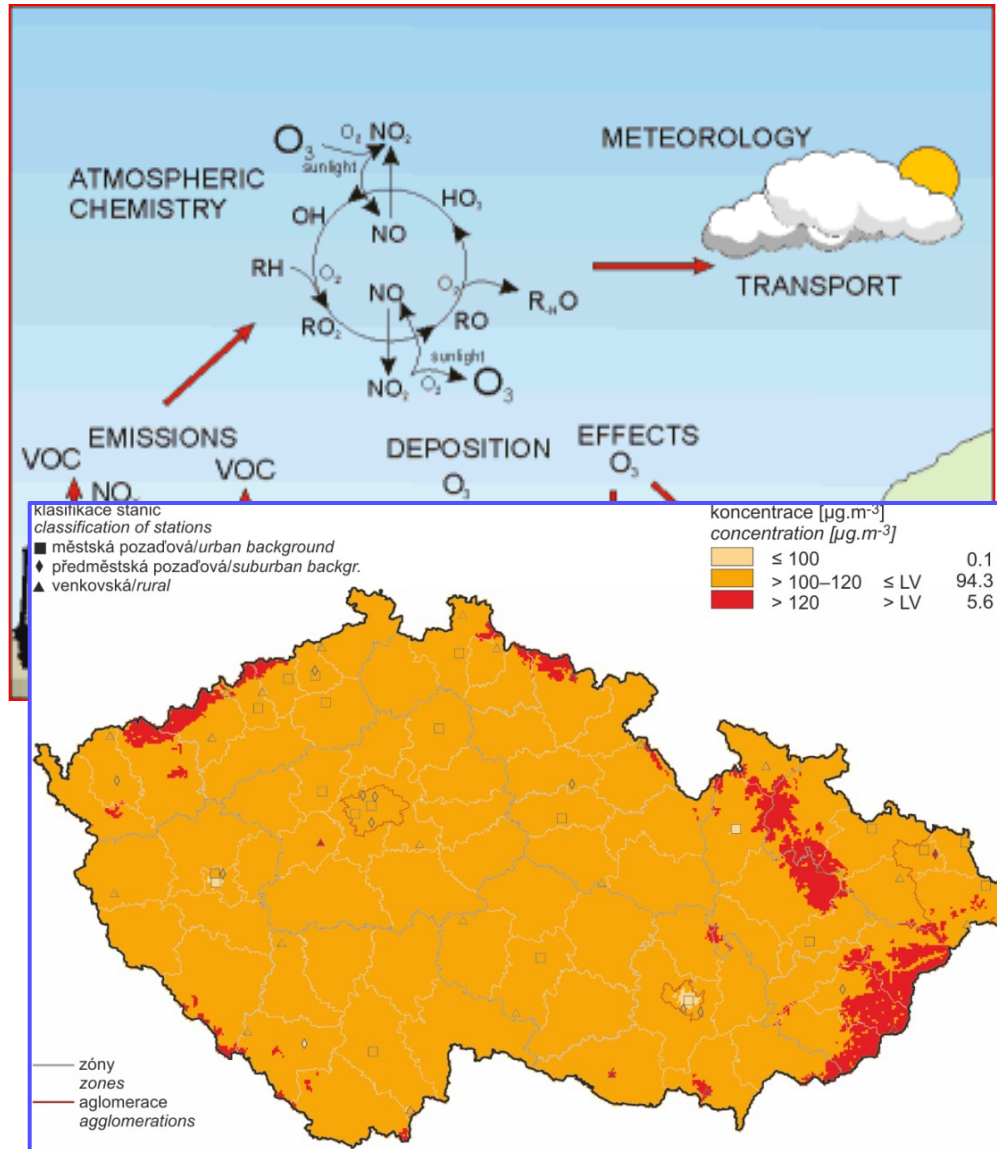 METEOROLOGY
O₃
O₂
NO₂
sunlight
ATMOSPHERIC
CHEMISTRY
HO₂
OH
NO
RH
O₂
NO
O₂
R₋HO
TRANSPORT
RO₂
RO
sunlight
NO₂
O₂
O₃
EMISSIONS
DEPOSITION
EFFECTS
VOC
VOC
O₃
O₃
klasifikace stanic
classification of stations
městská pozaďová/urban background
předměstská pozaďová/suburban backgr.
venkovská/rural
koncentrace [µg.m⁻³]
concentration [µg.m⁻³]
≤ 100 0.1
> 100–120 ≤ LV 94.3
> 120 > LV 5.6
zóny
zones
aglomerace
agglomerations